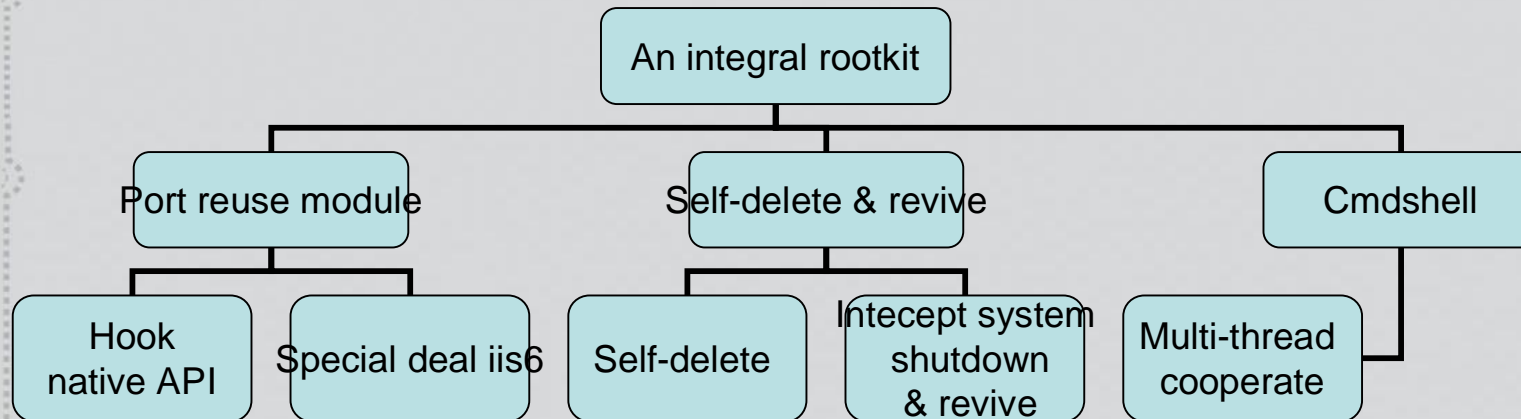 An integral rootkit
Port reuse module
Self-delete & revive
Cmdshell
Hook
native API
Special deal iis6
Self-delete
Intecept system
shutdown
& revive
Multi-thread
cooperate